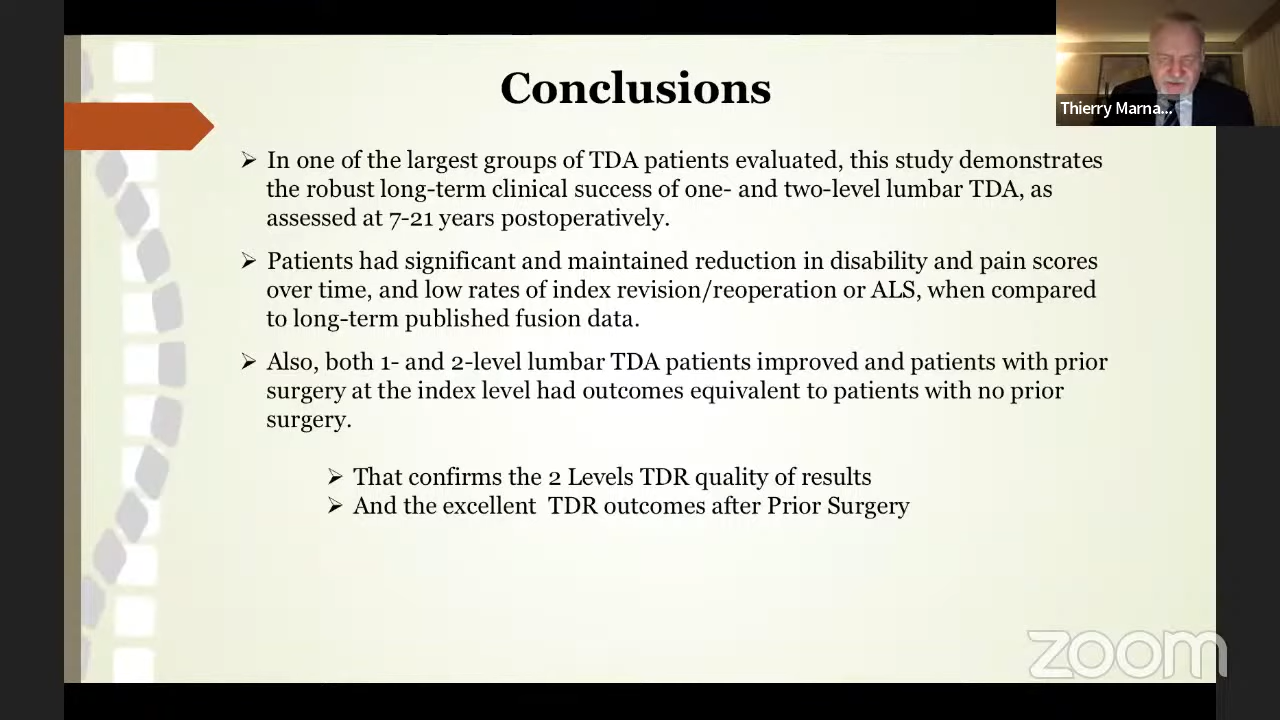 Conclusions
Thierry Marna...
➢ In one of the largest groups of TDA patients evaluated, this study demonstrates
the robust long-term clinical success of one- and two-level lumbar TDA, as
assessed at 7-21 years postoperatively.
➢ Patients had significant and maintained reduction in disability and pain scores
over time, and low rates of index revision/reoperation or ALS, when compared
to long-term published fusion data.
➢ Also, both 1- and 2-level lumbar TDA patients improved and patients with prior
surgery at the index level had outcomes equivalent to patients with no prior
surgery.
➢ That confirms the 2 Levels TDR quality of results
➢ And the excellent  TDR outcomes after Prior Surgery
zoom